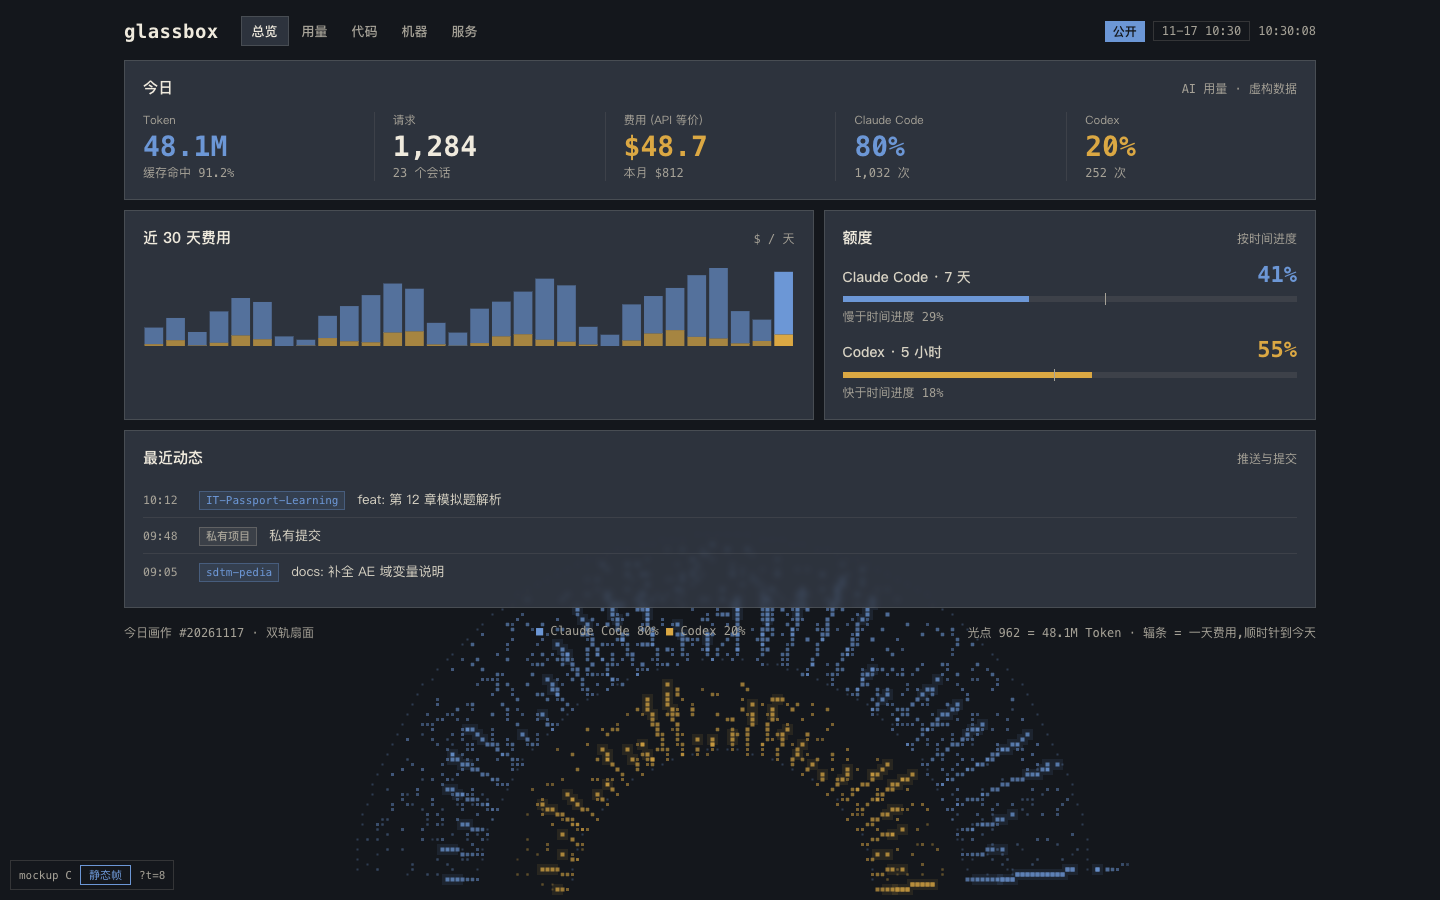 glassbox 总览 用量 代码 机器 服务 公开 11-17 10:30 10:30:08
今日 AI 用量 · 虚构数据
Token 请求 费用 (API 等价) Claude Code Codex
48.1M 1,284 $48.7 80% 20%
缓存命中 91.2% 23 个会话 本月 $812 1,032 次 252 次
近 30 天费用 $ / 天
额度 按时间进度
Claude Code · 7 天 41%
慢于时间进度 29%
Codex · 5 小时 55%
快于时间进度 18%
最近动态 推送与提交
10:12 IT-Passport-Learning feat: 第 12 章模拟题解析
09:48 私有项目 私有提交
09:05 sdtm-pedia docs: 补全 AE 域变量说明
今日画作 #20261117 · 双轨扇面 Claude Code 80% Codex 20% 光点 962 = 48.1M Token · 辐条 = 一天费用,顺时针到今天
mockup C 静态帧 ?t=8